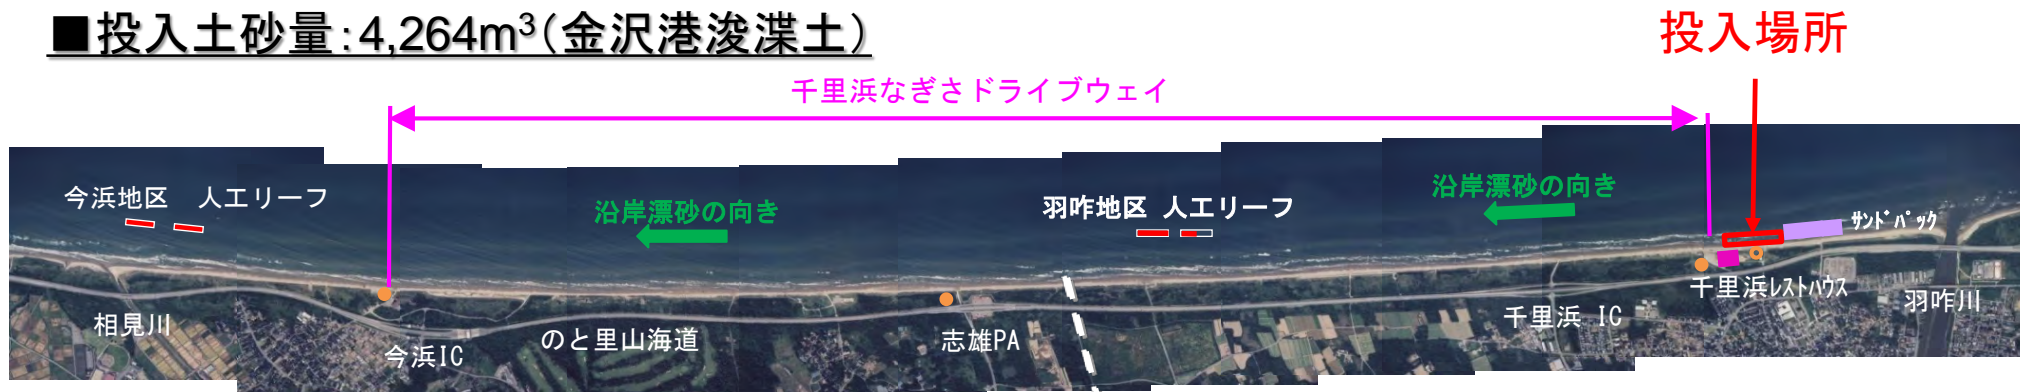 ■投入土砂量：4,264m³（金沢港浚渫土）
投入場所
千里浜なぎさドライブウェイ
今浜地区　人工リーフ
沿岸漂砂の向き
羽咋地区 人工リーフ
沿岸漂砂の向き
ｻﾝﾄﾞﾊﾟｯｸ
相見川
今浜IC
のと里山海道
志雄PA
千里浜 IC
千里浜ﾚｽﾄﾊｳｽ
羽咋川